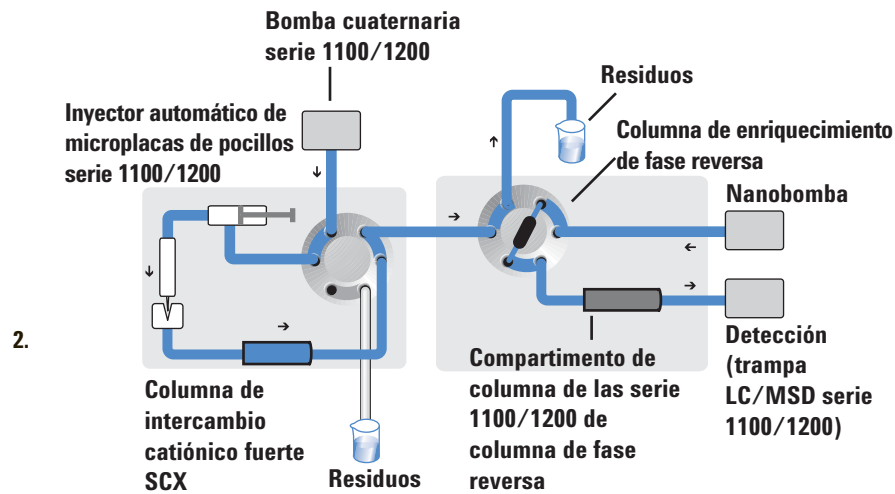 Bomba cuaternaria
serie 1100/1200
Residuos
Inyector automático de
microplacas de pocillos
serie 1100/1200
Columna de enriquecimiento
de fase reversa
Nanobomba
2.
Detección
(trampa
LC/MSD serie
1100/1200)
Compartimento de
columna de las serie
1100/1200 de
columna de fase
reversa
Columna de
intercambio
catiónico fuerte
SCX
Residuos